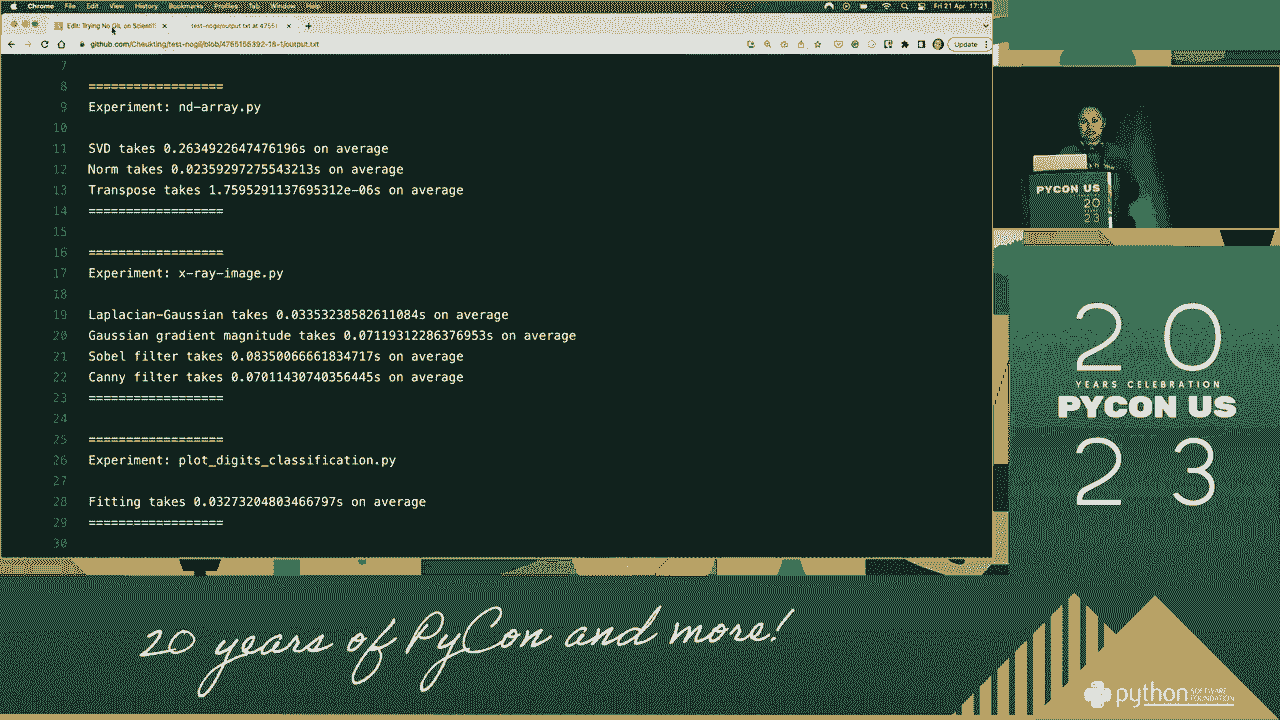 Chrome File Edit View History Bookmarks Profiles Tab Window Help
Fri 21 Apr 17:21
Edit: Trying No GIL on Scientif
test-nogil/output.txt at 47551
github.com/Cheukting/test-nogil/blob/4755155392-18-1/output.txt
Update
7
8 ==================
9 Experiment: nd-array.py
10
11 SVD takes 0.2634922647476196s on average
12 Norm takes 0.02359297275543213s on average
13 Transpose takes 1.7595291137695312e-06s on average
14 ==================
15
16 ==================
17 Experiment: x-ray-image.py
18
19 Laplacian-Gaussian takes 0.03353238582611084s on average
20 Gaussian gradient magnitude takes 0.07119312286376953s on average
21 Sobel filter takes 0.08350066661834717s on average
22 Canny filter takes 0.07011430740356445s on average
23 ==================
24
25 ==================
26 Experiment: plot_digits_classification.py
27
28 Fitting takes 0.03273204803466797s on average
29 ==================
30
PYCON US
20
23
20
YEARS CELEBRATION
PYCON US
23
20 years of PyCon and more!
python SOFTWARE FOUNDATION